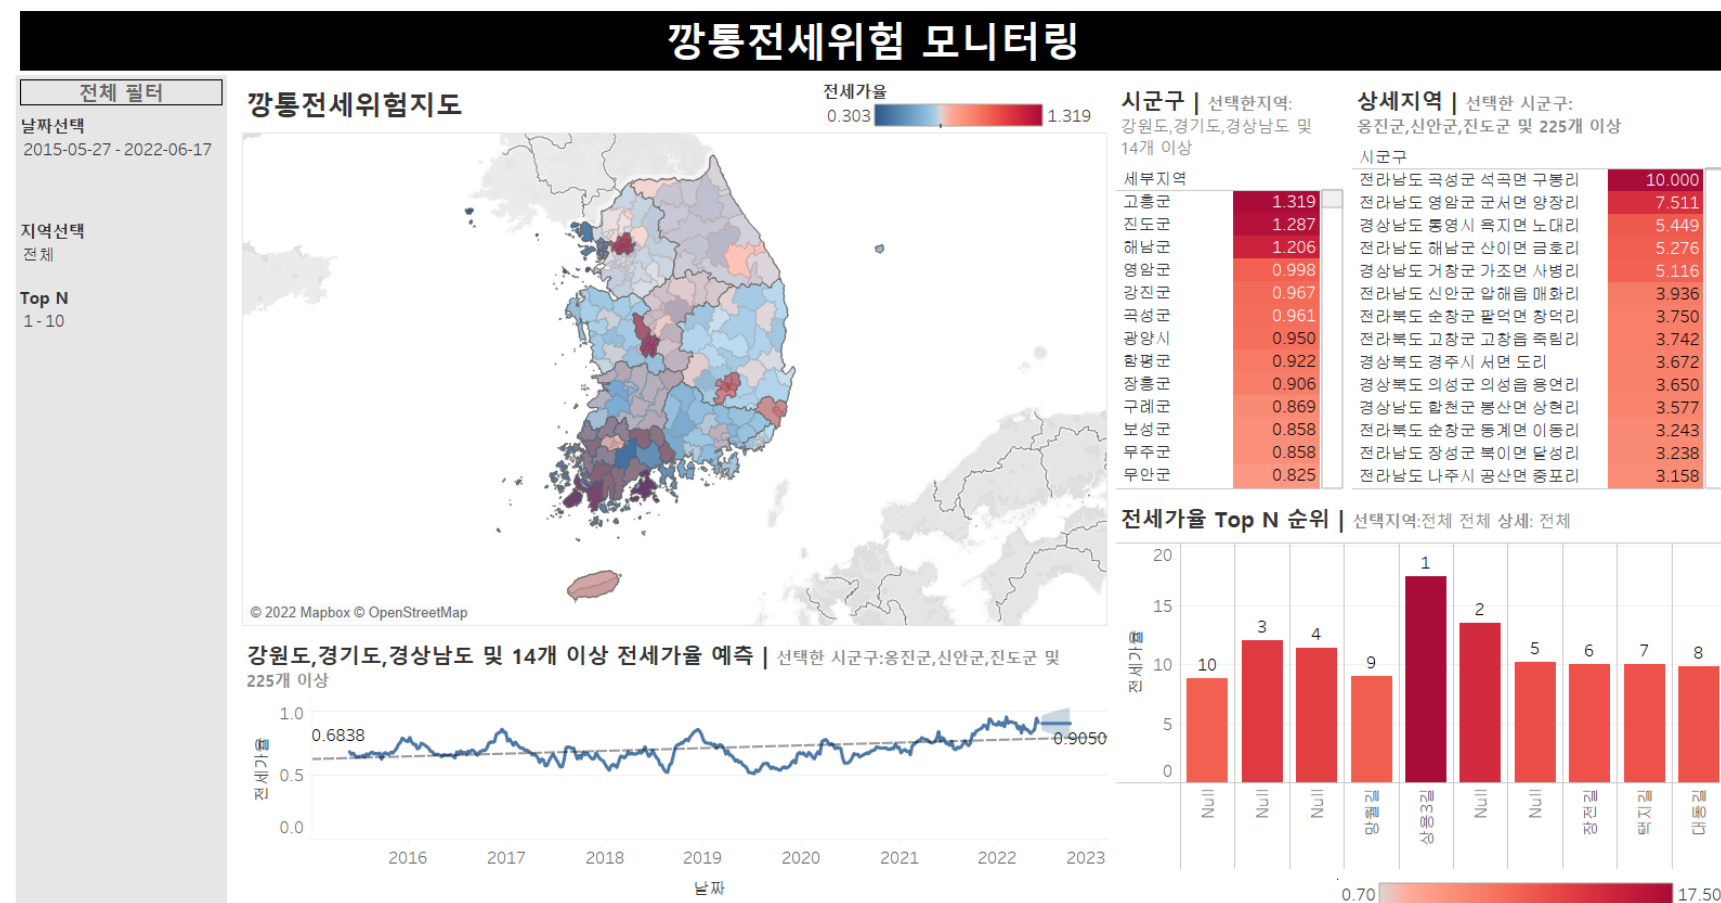 깡통전세위험 모니터링
전체 필터
날짜선택
2015-05-27 - 2022-06-17
지역선택
전체
Top N
1 - 10
깡통전세위험지도
전세가율
0.303
1.319
© 2022 Mapbox © OpenStreetMap
시군구 | 선택한지역:
강원도,경기도,경상남도 및
14개 이상
세부지역
고흥군 1.319
진도군 1.287
해남군 1.206
영암군 0.998
강진군 0.967
곡성군 0.961
광양시 0.950
함평군 0.922
장흥군 0.906
구례군 0.869
보성군 0.858
무주군 0.858
무안군 0.825
상세지역 | 선택한 시군구:
옹진군,신안군,진도군 및 225개 이상
시군구
전라남도 곡성군 석곡면 구봉리 10.000
전라남도 영암군 군서면 양장리 7.511
경상남도 통영시 욕지면 노대리 5.449
전라남도 해남군 산이면 금호리 5.276
경상남도 거창군 가조면 사병리 5.116
전라남도 신안군 압해읍 매화리 3.936
전라북도 순창군 팔덕면 창덕리 3.750
전라북도 고창군 고창읍 죽림리 3.742
경상북도 경주시 서면 도리 3.672
경상북도 의성군 의성읍 용연리 3.650
경상남도 합천군 봉산면 상현리 3.577
전라북도 순창군 동계면 이동리 3.243
전라남도 장성군 북이면 달성리 3.238
전라남도 나주시 공산면 중포리 3.158
강원도,경기도,경상남도 및 14개 이상 전세가율 예측 | 선택한 시군구:옹진군,신안군,진도군 및
225개 이상
전세가율
1.0
0.5
0.0
0.6838
0.9050
2016 2017 2018 2019 2020 2021 2022 2023
날짜
전세가율 Top N 순위 | 선택지역:전체 전체 상세: 전체
전세가율
20
15
10
5
0
10 3 4 9 1 2 5 6 7 8
Null Null Null 망월길 상용3길 Null Null 장전길 택지길 대통길
0.70
17.50